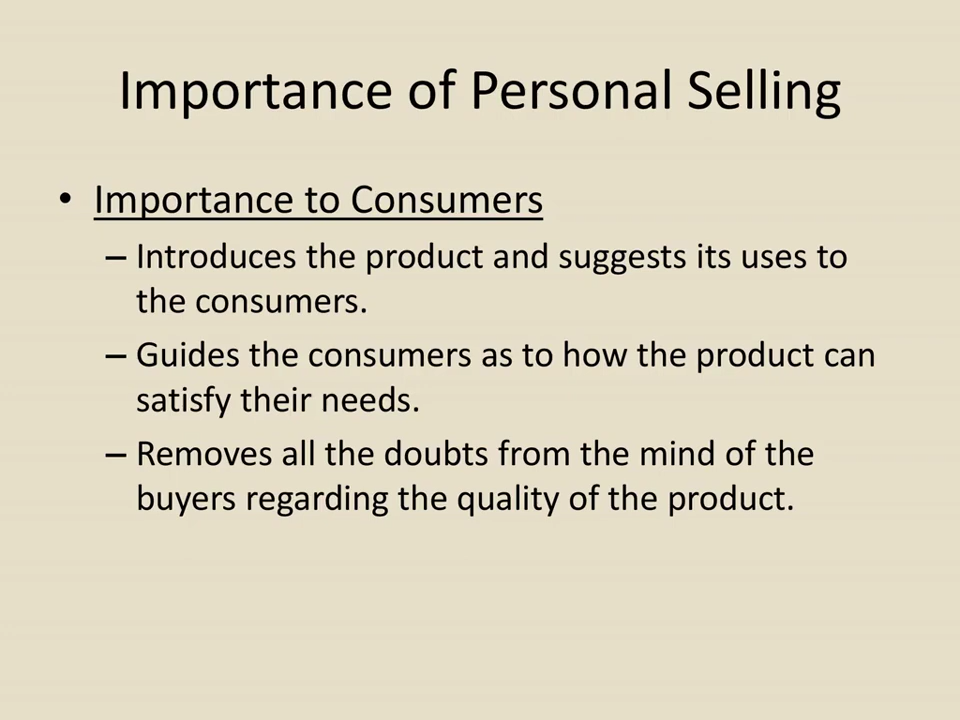 Importance of Personal Selling
• Importance to Consumers
– Introduces the product and suggests its uses to
the consumers.
– Guides the consumers as to how the product can
satisfy their needs.
– Removes all the doubts from the mind of the
buyers regarding the quality of the product.